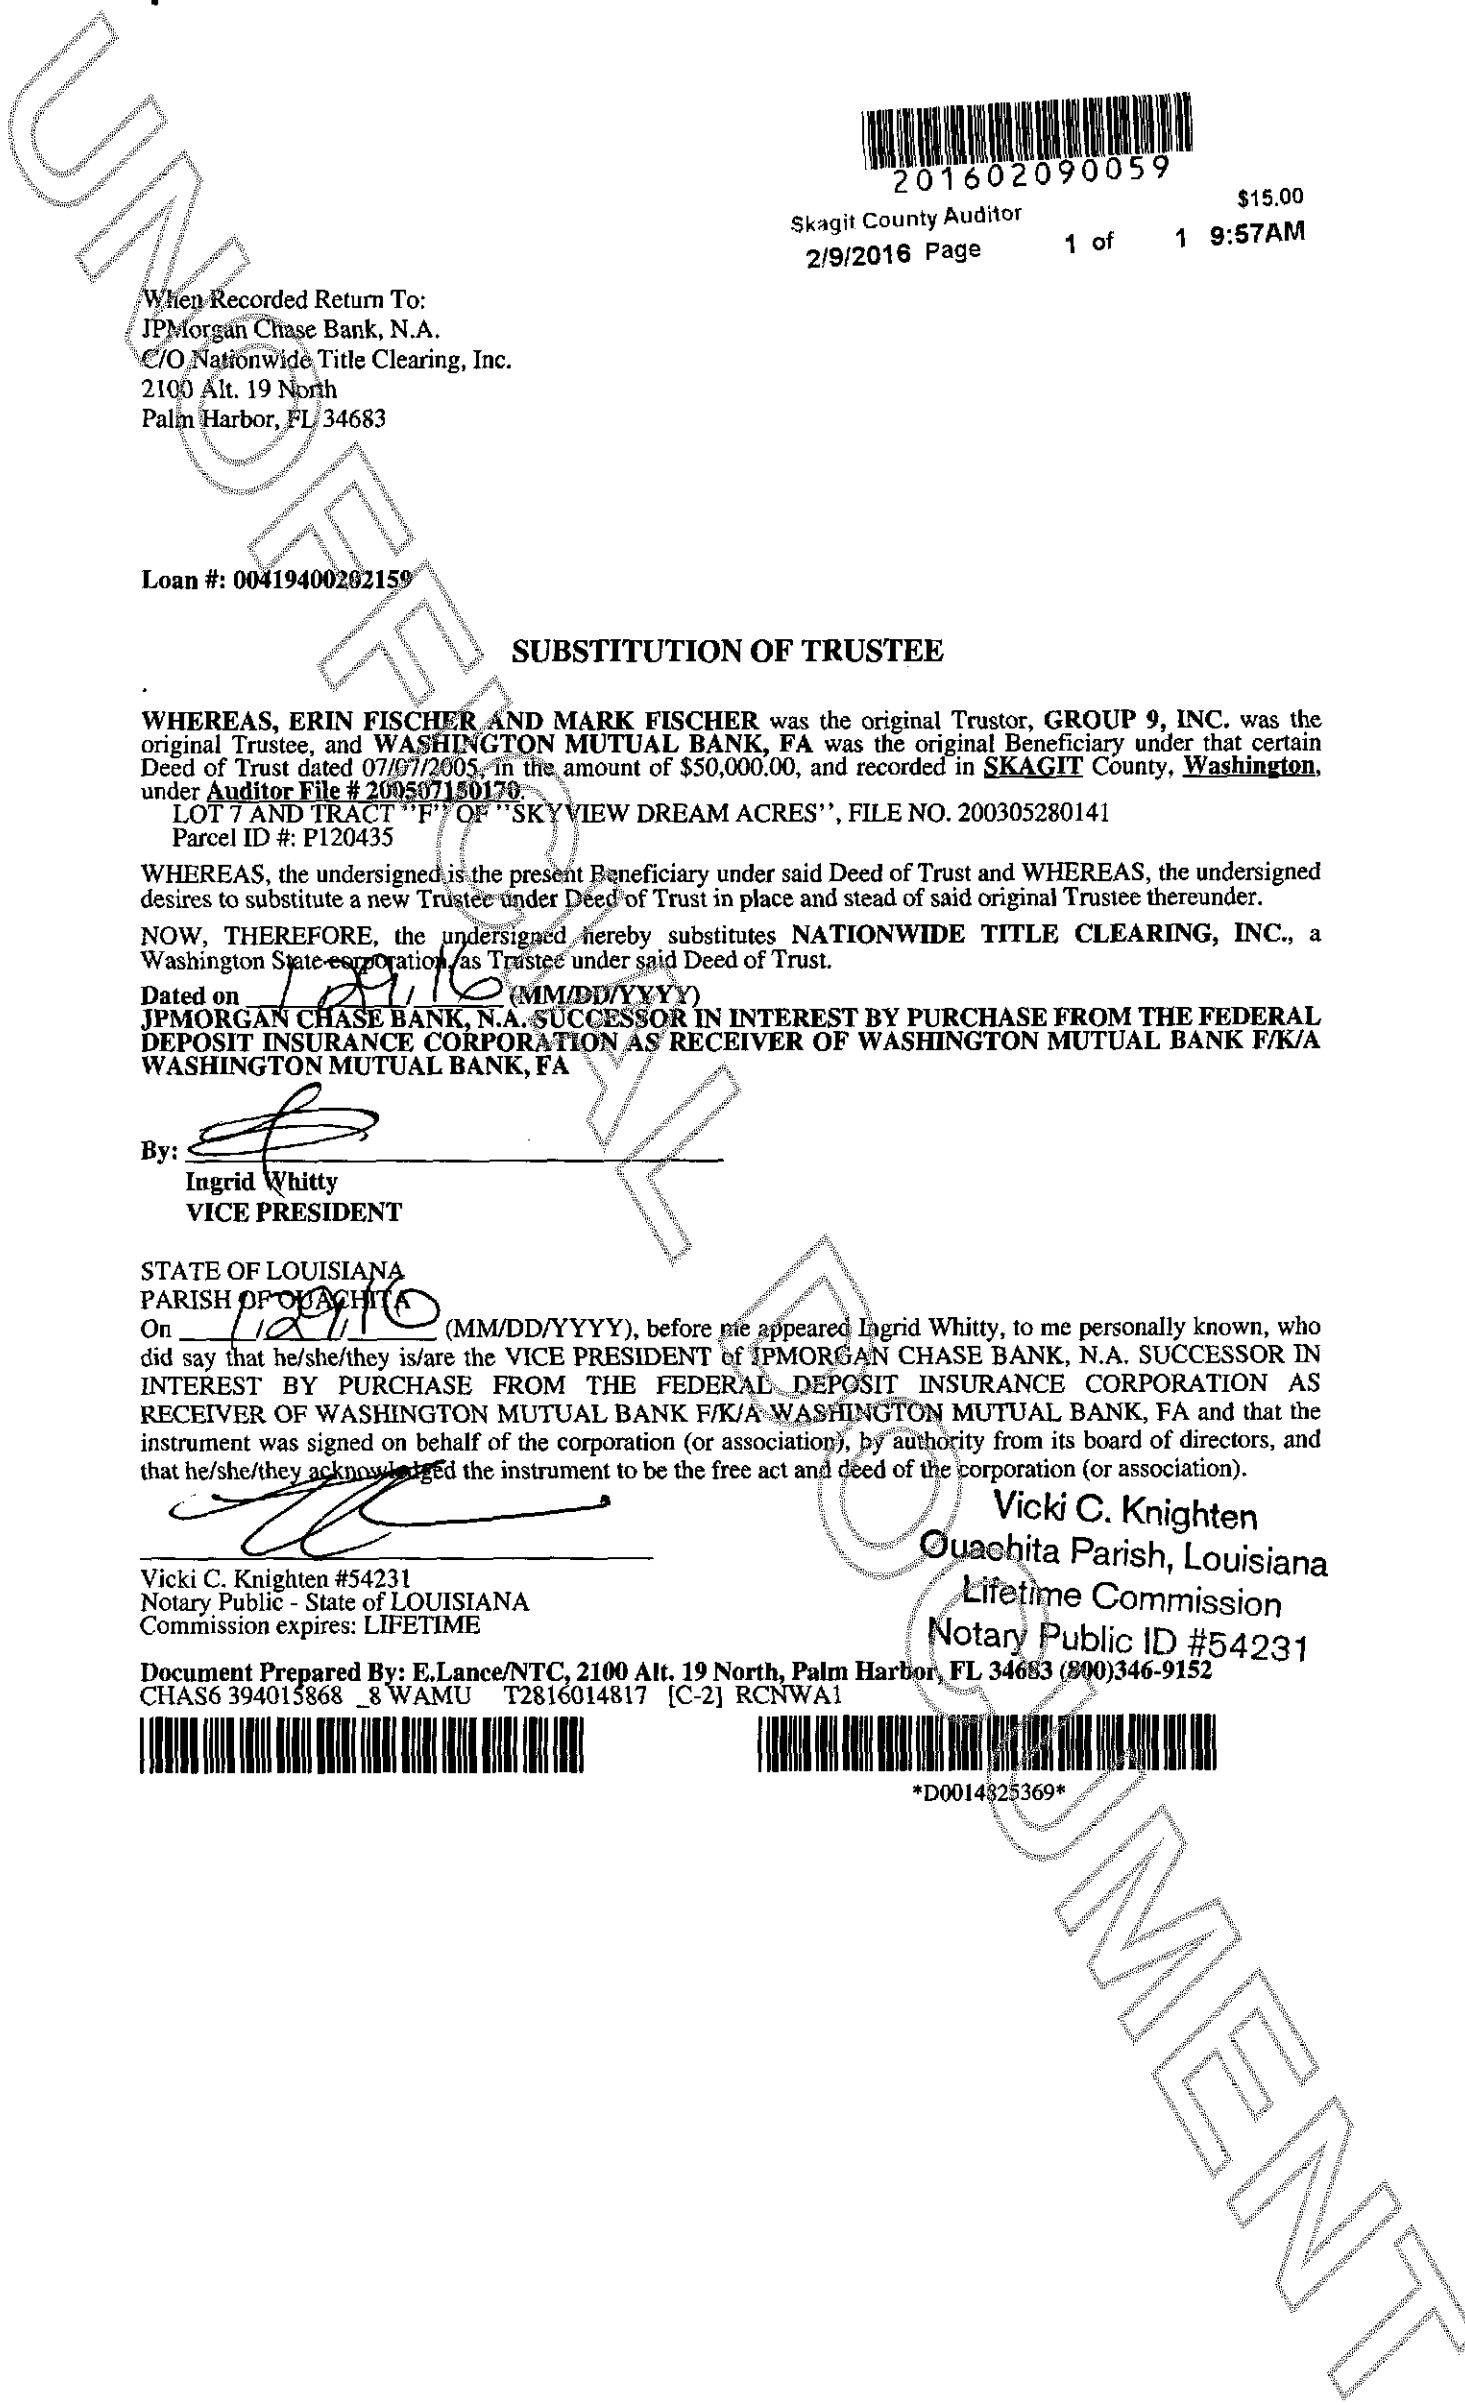 201602090059
Skagit County Auditor $15.00
2/9/2016 Page 1 of 1 9:57AM
When Recorded Return To:
JPMorgan Chase Bank, N.A.
C/O Nationwide Title Clearing, Inc.
2100 Alt. 19 North
Palm Harbor, FL 34683
Loan #: 00419400202159
SUBSTITUTION OF TRUSTEE
WHEREAS, ERIN FISCHER AND MARK FISCHER was the original Trustor, GROUP 9, INC. was the
original Trustee, and WASHINGTON MUTUAL BANK, FA was the original Beneficiary under that certain
Deed of Trust dated 07/07/2005, in the amount of $50,000.00, and recorded in SKAGIT County, Washington,
under Auditor File # 200507150170.
LOT 7 AND TRACT "F" OF "SKYVIEW DREAM ACRES", FILE NO. 200305280141
Parcel ID #: P120435
WHEREAS, the undersigned is the present Beneficiary under said Deed of Trust and WHEREAS, the undersigned
desires to substitute a new Trustee under Deed of Trust in place and stead of said original Trustee thereunder.
NOW, THEREFORE, the undersigned hereby substitutes NATIONWIDE TITLE CLEARING, INC., a
Washington State corporation, as Trustee under said Deed of Trust.
Dated on 1/29/16 (MM/DD/YYYY)
JPMORGAN CHASE BANK, N.A. SUCCESSOR IN INTEREST BY PURCHASE FROM THE FEDERAL
DEPOSIT INSURANCE CORPORATION AS RECEIVER OF WASHINGTON MUTUAL BANK F/K/A
WASHINGTON MUTUAL BANK, FA
By:
Ingrid Whitty
VICE PRESIDENT
STATE OF LOUISIANA
PARISH OF OUACHITA
On 1/29/16 (MM/DD/YYYY), before me appeared Ingrid Whitty, to me personally known, who
did say that he/she/they is/are the VICE PRESIDENT of JPMORGAN CHASE BANK, N.A. SUCCESSOR IN
INTEREST BY PURCHASE FROM THE FEDERAL DEPOSIT INSURANCE CORPORATION AS
RECEIVER OF WASHINGTON MUTUAL BANK F/K/A WASHINGTON MUTUAL BANK, FA and that the
instrument was signed on behalf of the corporation (or association), by authority from its board of directors, and
that he/she/they acknowledged the instrument to be the free act and deed of the corporation (or association).
Vicki C. Knighten
Ouachita Parish, Louisiana
Lifetime Commission
Notary Public ID #54231
Vicki C. Knighten #54231
Notary Public - State of LOUISIANA
Commission expires: LIFETIME
Document Prepared By: E.Lance/NTC, 2100 Alt. 19 North, Palm Harbor, FL 34683 (800)346-9152
CHAS6 394015868 _8 WAMU T2816014817 [C-2] RCNWA1
*D0014825369*
UNOFFICIAL DOCUMENT